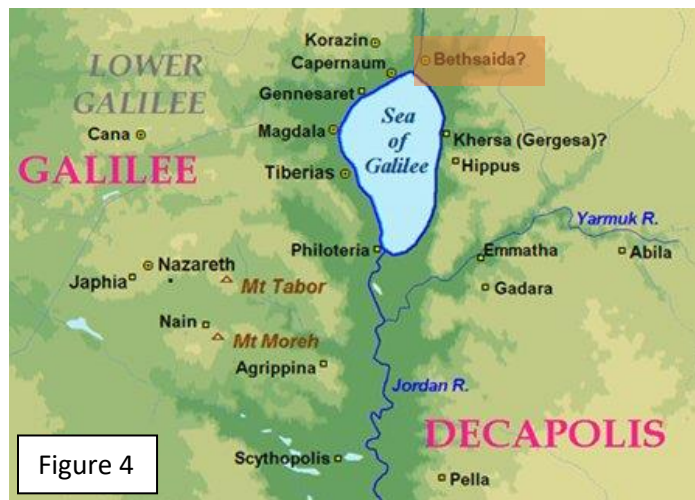 Korazin
Bethsaida?
LOWER
GALILEE
Capernaum
Gennesaret
Cana
Magdala
Sea
of
Galilee
Khersa (Gergesa)?
GALILEE
Tiberias
Hippus
Yarmuk R.
Philoteria
Emmatha
Abila
Nazareth
Japhia
Mt Tabor
Gadara
Nain
Mt Moreh
Agrippina
Jordan R.
DECAPOLIS
Figure 4
Scythopolis
Pella